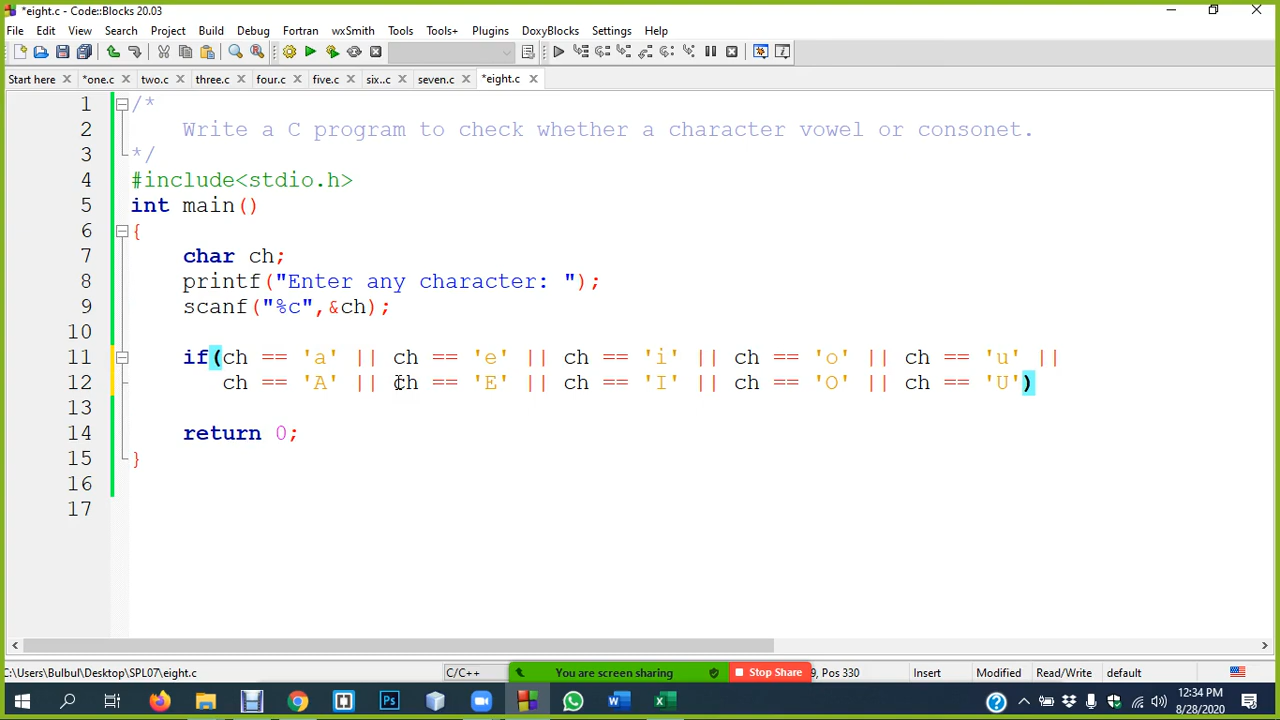 *eight.c - Code::Blocks 20.03
File Edit View Search Project Build Debug Fortran wxSmith Tools Tools+ Plugins DoxyBlocks Settings Help
Start here *one.c two.c three.c four.c five.c six..c seven.c *eight.c
1 /*
2 Write a C program to check whether a character vowel or consonet.
3 */
4 #include<stdio.h>
5 int main()
6 {
7 char ch;
8 printf("Enter any character: ");
9 scanf("%c",&ch);
10
11 if(ch == 'a' || ch == 'e' || ch == 'i' || ch == 'o' || ch == 'u' ||
12 ch == 'A' || ch == 'E' || ch == 'I' || ch == 'O' || ch == 'U')
13
14 return 0;
15 }
16
17
C:\Users\Bulbul\Desktop\SPL07\eight.c C/C++ You are screen sharing Stop Share 9, Pos 330 Insert Modified Read/Write default
12:34 PM
8/28/2020